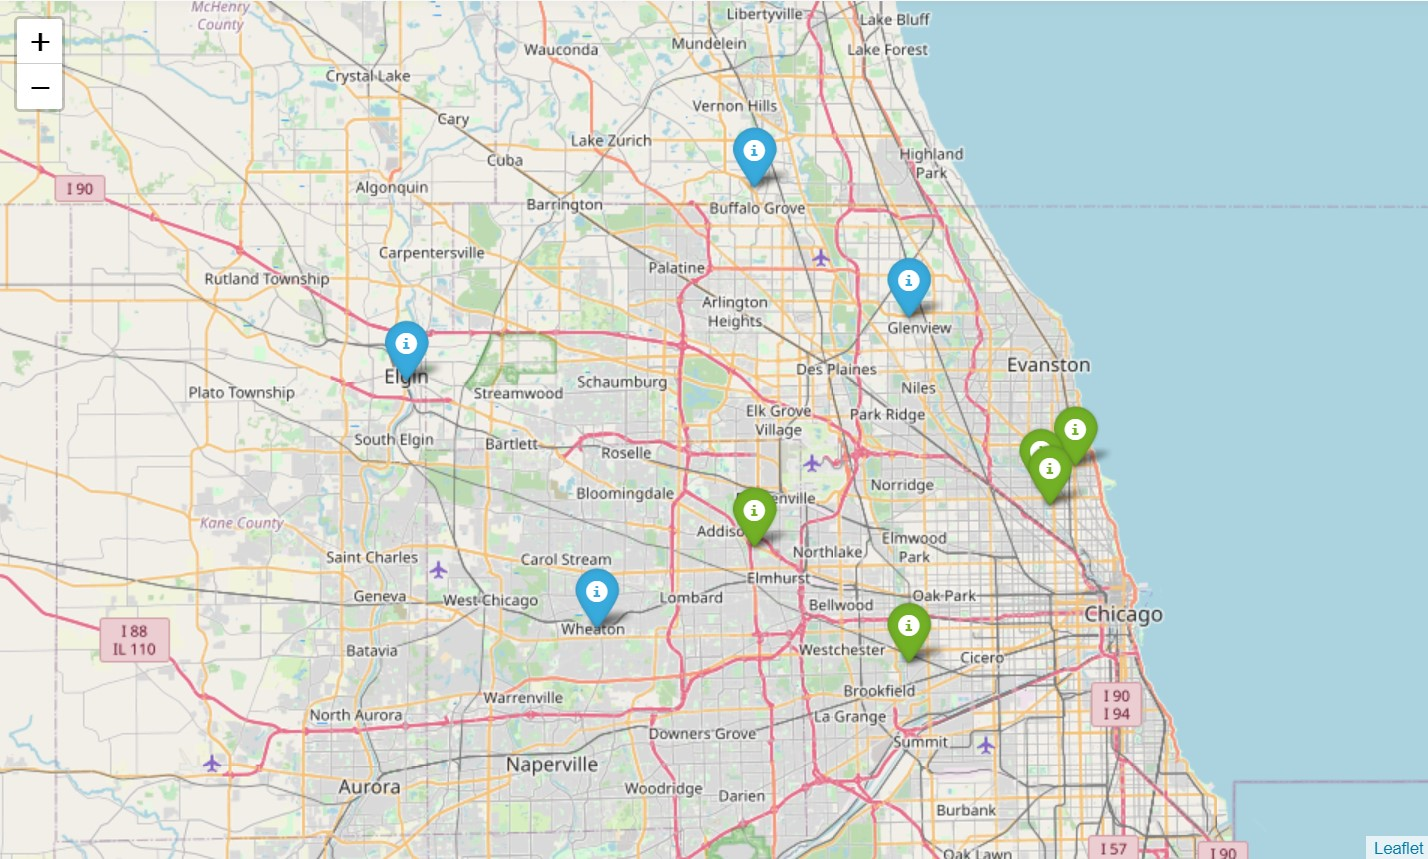 McHenry
County
Libertyville
Lake Bluff
+
Wauconda
Mundelein
Lake Forest
Crystal Lake
−
Vernon Hills
Cary
Lake Zurich
Cuba
Highland
Park
I 90
Algonquin
Barrington
Buffalo Grove
Carpentersville
Palatine
Rutland Township
Arlington
Heights
Glenview
Evanston
Elgin
Des Plaines
Schaumburg
Niles
Plato Township
Streamwood
Elk Grove
Village
Park Ridge
South Elgin
Bartlett
Roselle
Norridge
Bloomingdale
Kane County
Addiso
Elmwood
Park
Saint Charles
Carol Stream
Northlake
Elmhurst
Geneva
West Chicago
Lombard
Bellwood
Oak Park
Chicago
Wheaton
I 88
IL 110
Batavia
Westchester
Cicero
Warrenville
Brookfield
I 90
I 94
North Aurora
La Grange
Downers Grove
Summit
Naperville
Aurora
Woodridge
Darien
Burbank
I 57
I 90
Oak Lawn
Leaflet